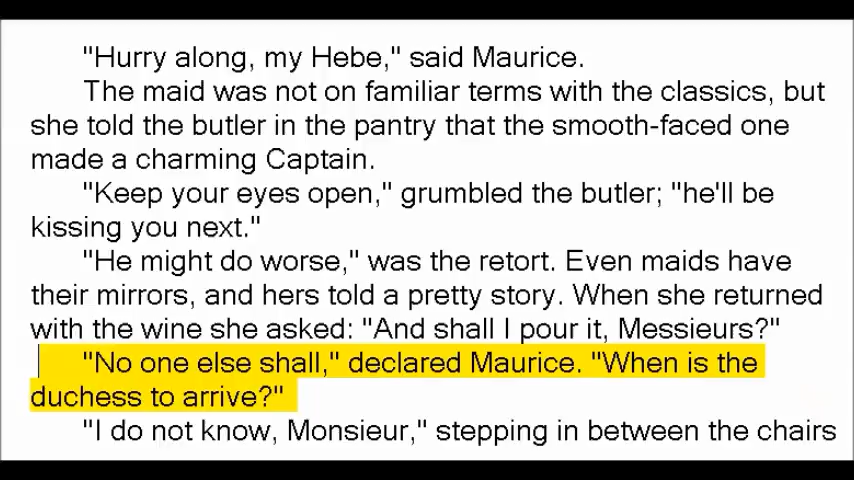 "Hurry along, my Hebe," said Maurice.
The maid was not on familiar terms with the classics, but
she told the butler in the pantry that the smooth-faced one
made a charming Captain.
"Keep your eyes open," grumbled the butler; "he'll be
kissing you next."
"He might do worse," was the retort. Even maids have
their mirrors, and hers told a pretty story. When she returned
with the wine she asked: "And shall I pour it, Messieurs?"
"No one else shall," declared Maurice. "When is the
duchess to arrive?"
"I do not know, Monsieur," stepping in between the chairs